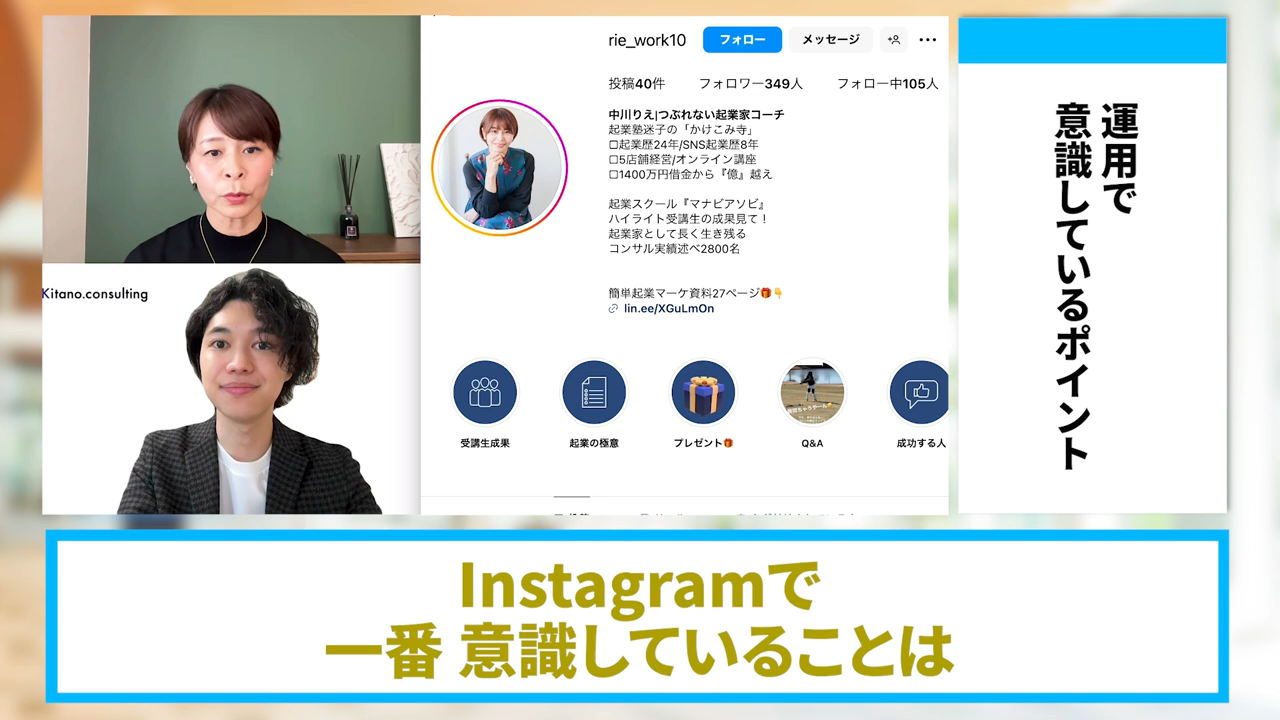 Kitano.consulting
rie_work10 フォロー メッセージ
投稿40件 フォロワー349人 フォロー中105人
中川りえ|つぶれない起業家コーチ
起業塾迷子の「かけこみ寺」
□起業歴24年/SNS起業歴8年
□5店舗経営/オンライン講座
□1400万円借金から『億』越え
起業スクール『マナビアソビ』
ハイライト受講生の成果見て！
起業家として長く生き残る
コンサル実績述べ2800名
簡単起業マーケ資料27ページ🎁👇
lin.ee/XGuLmOn
受講生成果 起業の極意 プレゼント🎁 Q&A 成功する人
運用で
意識しているポイント
Instagramで
一番 意識していることは